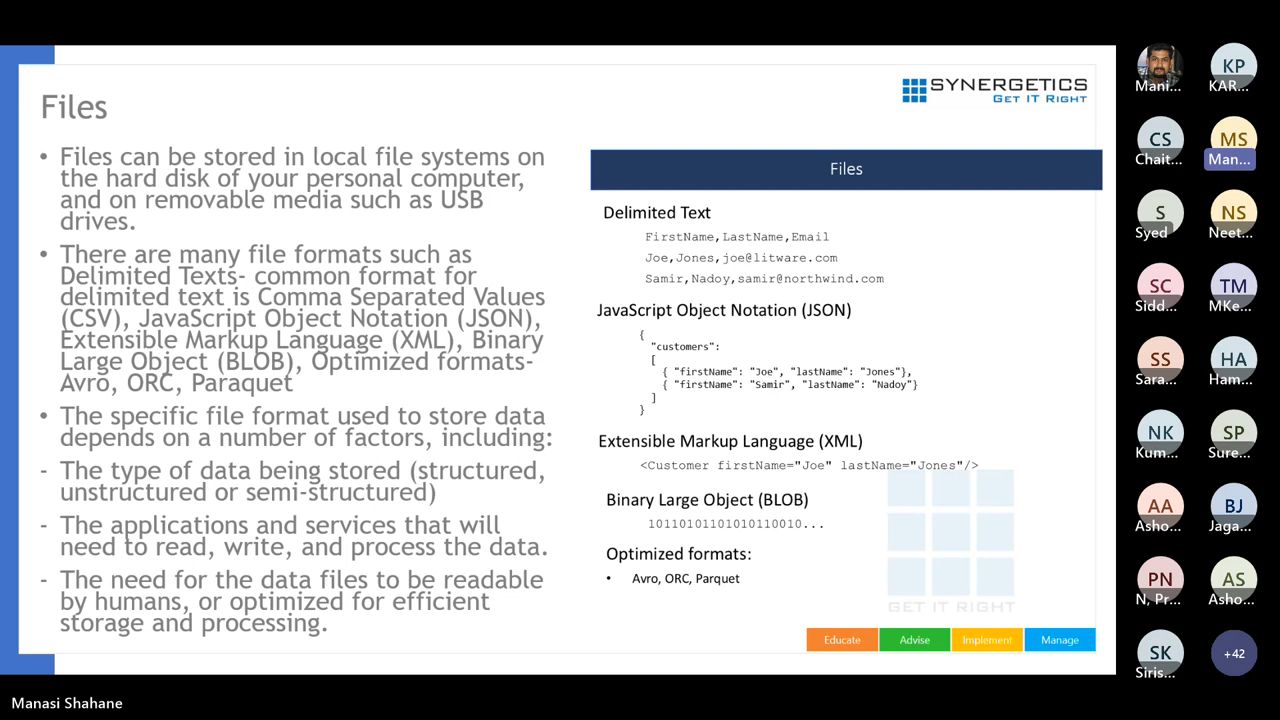 Files
SYNERGETICS
GET IT RIGHT
• Files can be stored in local file systems on
the hard disk of your personal computer,
and on removable media such as USB
drives.
• There are many file formats such as
Delimited Texts- common format for
delimited text is Comma Separated Values
(CSV), JavaScript Object Notation (JSON),
Extensible Markup Language (XML), Binary
Large Object (BLOB), Optimized formats-
Avro, ORC, Paraquet
• The specific file format used to store data
depends on a number of factors, including:
- The type of data being stored (structured,
unstructured or semi-structured)
- The applications and services that will
need to read, write, and process the data.
- The need for the data files to be readable
by humans, or optimized for efficient
storage and processing.
Files
Delimited Text
FirstName,LastName,Email
Joe,Jones,joe@litware.com
Samir,Nadoy,samir@northwind.com
JavaScript Object Notation (JSON)
{
"customers":
[
{ "firstName": "Joe", "lastName": "Jones"},
{ "firstName": "Samir", "lastName": "Nadoy"}
]
}
Extensible Markup Language (XML)
<Customer firstName="Joe" lastName="Jones"/>
Binary Large Object (BLOB)
10110101101010110010...
Optimized formats:
• Avro, ORC, Parquet
GET IT RIGHT
Educate Advise Implement Manage
Mani...
KP
KAR...
CS
Chait...
MS
Man...
S
Syed
NS
Neet...
SC
Sidd...
TM
MKe...
SS
Sara...
HA
Ham...
NK
Kum...
SP
Sure...
AA
Asho...
BJ
Jaga...
PN
N, Pr...
AS
Asho...
SK
Siris...
+42
Manasi Shahane